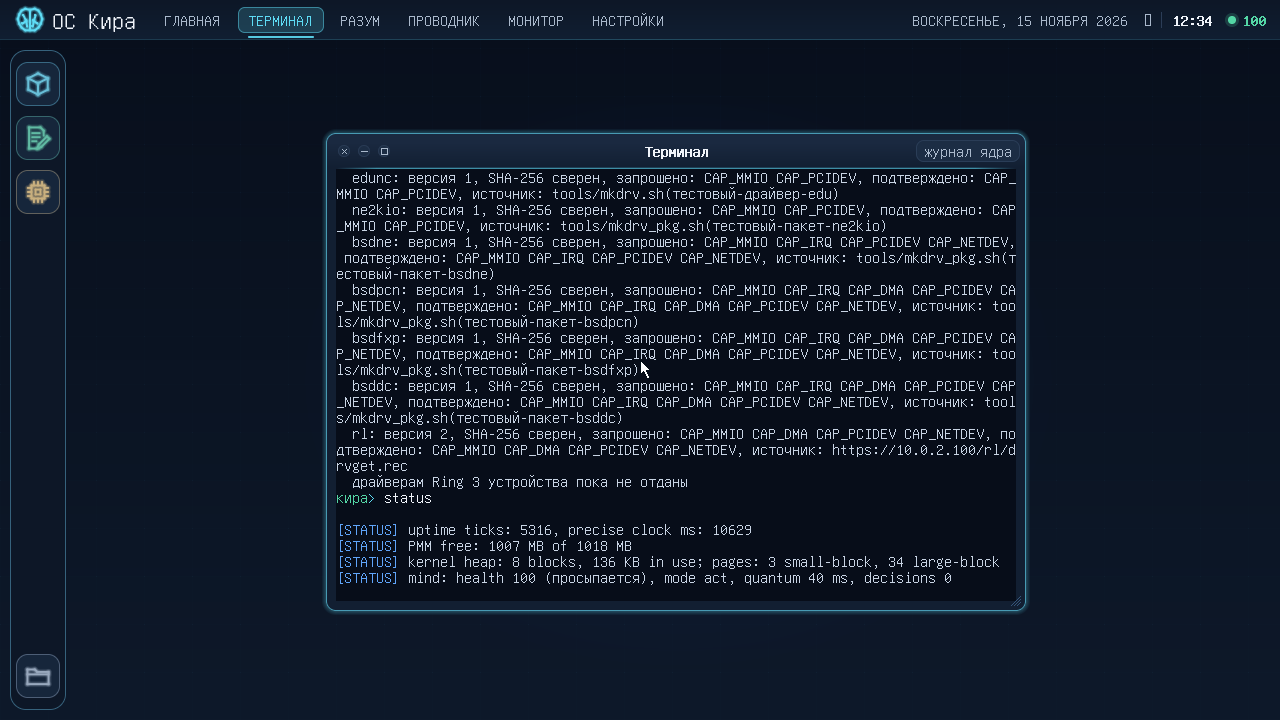 ОС Кира
ГЛАВНАЯ ТЕРМИНАЛ РАЗУМ ПРОВОДНИК МОНИТОР НАСТРОЙКИ
ВОСКРЕСЕНЬЕ, 15 НОЯБРЯ 2026 12:34 100
Терминал
журнал ядра
edunc: версия 1, SHA-256 сверен, запрошено: CAP_MMIO CAP_PCIDEV, подтверждено: CAP_
MMIO CAP_PCIDEV, источник: tools/mkdrv.sh(тестовый-драйвер-edu)
ne2kio: версия 1, SHA-256 сверен, запрошено: CAP_MMIO CAP_PCIDEV, подтверждено: CAP
_MMIO CAP_PCIDEV, источник: tools/mkdrv_pkg.sh(тестовый-пакет-ne2kio)
bsdne: версия 1, SHA-256 сверен, запрошено: CAP_MMIO CAP_IRQ CAP_PCIDEV CAP_NETDEV,
подтверждено: CAP_MMIO CAP_IRQ CAP_PCIDEV CAP_NETDEV, источник: tools/mkdrv_pkg.sh(т
естовый-пакет-bsdne)
bsdpcn: версия 1, SHA-256 сверен, запрошено: CAP_MMIO CAP_IRQ CAP_DMA CAP_PCIDEV CA
P_NETDEV, подтверждено: CAP_MMIO CAP_IRQ CAP_DMA CAP_PCIDEV CAP_NETDEV, источник: too
ls/mkdrv_pkg.sh(тестовый-пакет-bsdpcn)
bsdfxp: версия 1, SHA-256 сверен, запрошено: CAP_MMIO CAP_IRQ CAP_DMA CAP_PCIDEV CA
P_NETDEV, подтверждено: CAP_MMIO CAP_IRQ CAP_DMA CAP_PCIDEV CAP_NETDEV, источник: too
ls/mkdrv_pkg.sh(тестовый-пакет-bsdfxp)
bsddc: версия 1, SHA-256 сверен, запрошено: CAP_MMIO CAP_IRQ CAP_DMA CAP_PCIDEV CAP
_NETDEV, подтверждено: CAP_MMIO CAP_IRQ CAP_DMA CAP_PCIDEV CAP_NETDEV, источник: tool
s/mkdrv_pkg.sh(тестовый-пакет-bsddc)
rl: версия 2, SHA-256 сверен, запрошено: CAP_MMIO CAP_DMA CAP_PCIDEV CAP_NETDEV, по
дтверждено: CAP_MMIO CAP_DMA CAP_PCIDEV CAP_NETDEV, источник: https://10.0.2.100/rl/d
rvget.rec
драйверам Ring 3 устройства пока не отданы
кира> status
[STATUS] uptime ticks: 5316, precise clock ms: 10629
[STATUS] PMM free: 1007 MB of 1018 MB
[STATUS] kernel heap: 8 blocks, 136 KB in use; pages: 3 small-block, 34 large-block
[STATUS] mind: health 100 (просыпается), mode act, quantum 40 ms, decisions 0